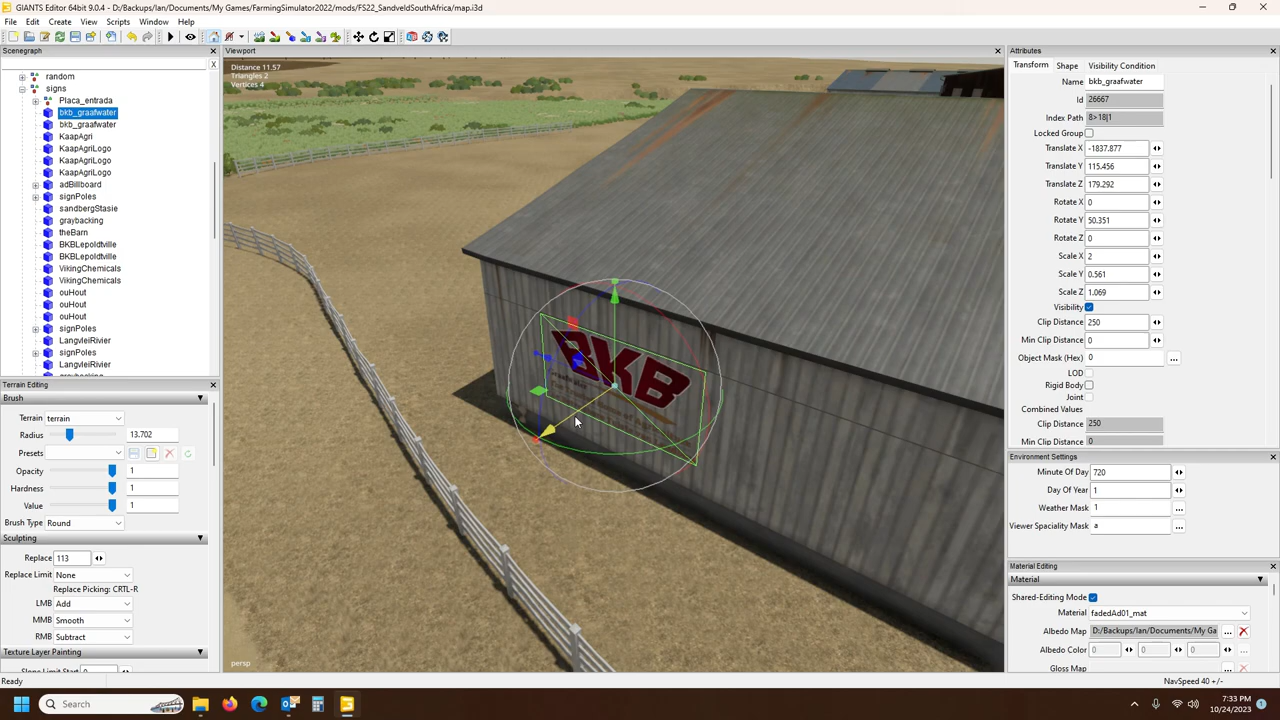 GIANTS Editor 64bit 9.0.4 - D:/Backups/Ian/Documents/My Games/FarmingSimulator2022/mods/FS22_SandveldSouthAfrica/map.i3d
File Edit Create View Scripts Window Help
Scenegraph
X
random
signs
Placa_entrada
bkb_graafwater
bkb_graafwater
KaapAgri
KaapAgriLogo
KaapAgriLogo
KaapAgriLogo
adBillboard
signPoles
sandbergStasie
graybacking
theBarn
BKBLepoldtville
BKBLepoldtville
VikingChemicals
VikingChemicals
ouHout
ouHout
ouHout
signPoles
LangvleiRivier
signPoles
LangvleiRivier
Terrain Editing
Brush
Terrain terrain
Radius 13.702
Presets
Opacity 1
Hardness 1
Value 1
Brush Type Round
Sculpting
Replace 113
Replace Limit None
Replace Picking: CRTL-R
LMB Add
MMB Smooth
RMB Subtract
Texture Layer Painting
Slope Limit Start
Ready
Viewport
Distance 11.57
Triangles 2
Vertices 4
BKB
persp
Attributes
Transform Shape Visibility Condition
Name bkb_graafwater
Id 26667
Index Path 8>18|1
Locked Group
Translate X -1837.877
Translate Y 115.456
Translate Z 179.292
Rotate X 0
Rotate Y 50.351
Rotate Z 0
Scale X 2
Scale Y 0.561
Scale Z 1.069
Visibility
Clip Distance 250
Min Clip Distance 0
Object Mask (Hex) 0 ...
LOD
Rigid Body
Joint
Combined Values
Clip Distance 250
Min Clip Distance 0
Environment Settings
Minute Of Day 720
Day Of Year 1
Weather Mask 1 ...
Viewer Spaciality Mask a ...
Material Editing
Material
Shared-Editing Mode
Material fadedAd01_mat
Albedo Map D:/Backups/Ian/Documents/My Ga ...
Albedo Color 0 0 0 ...
Gloss Map
NavSpeed 40 +/-
Search
7:33 PM
10/24/2023